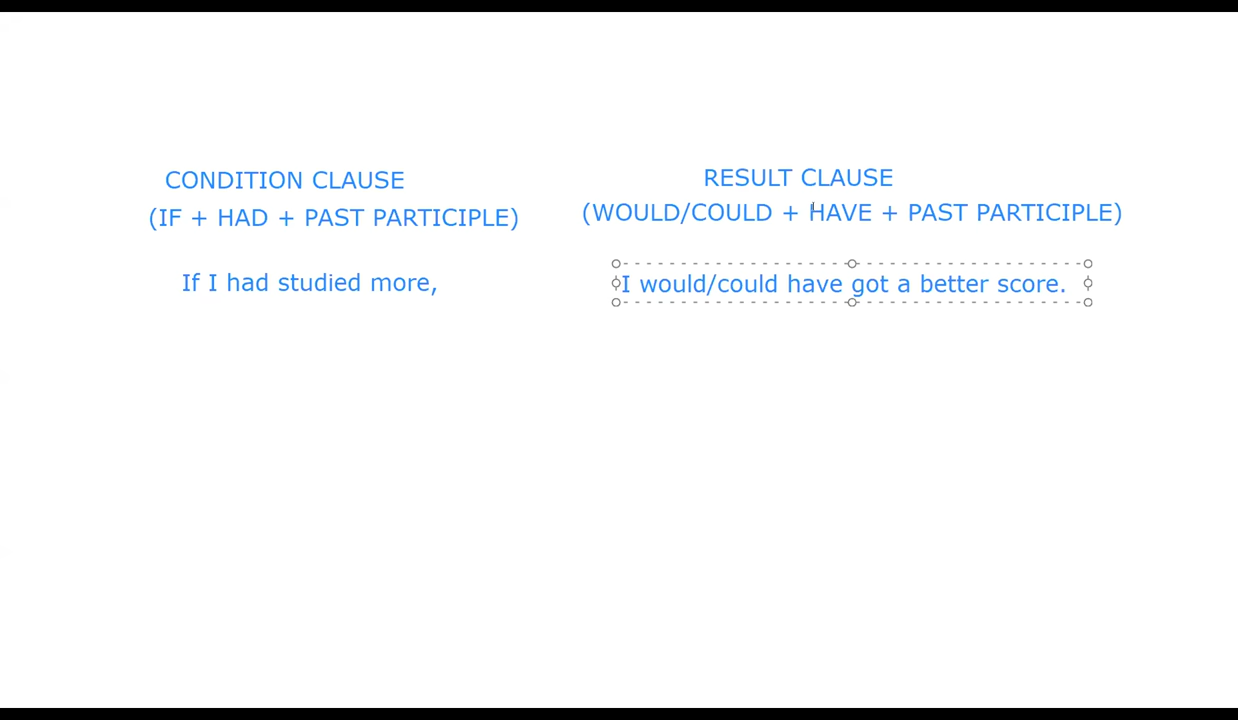 CONDITION CLAUSE
(IF + HAD + PAST PARTICIPLE)
If I had studied more,
RESULT CLAUSE
(WOULD/COULD + HAVE + PAST PARTICIPLE)
I would/could have got a better score.